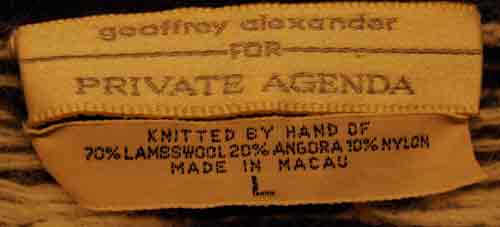 geoffrey alexander
FOR
PRIVATE AGENDA
KNITTED BY HAND OF
70% LAMBSWOOL 20% ANGORA 10% NYLON
MADE IN MACAU
L